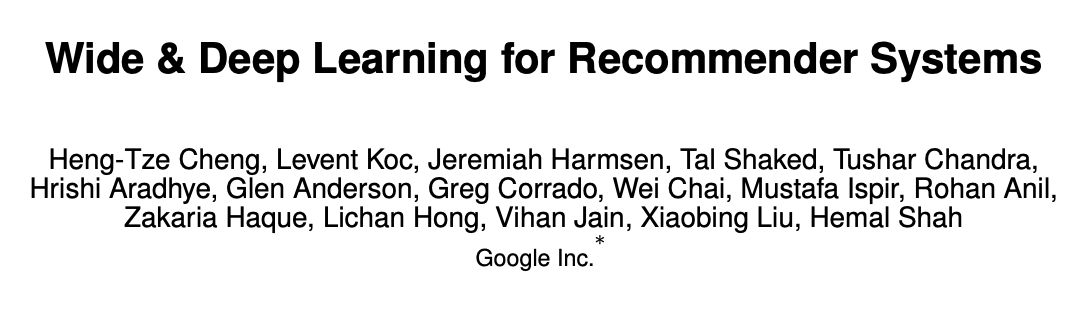 Wide & Deep Learning for Recommender Systems
Heng-Tze Cheng, Levent Koc, Jeremiah Harmsen, Tal Shaked, Tushar Chandra,
Hrishi Aradhye, Glen Anderson, Greg Corrado, Wei Chai, Mustafa Ispir, Rohan Anil,
Zakaria Haque, Lichan Hong, Vihan Jain, Xiaobing Liu, Hemal Shah
Google Inc.*